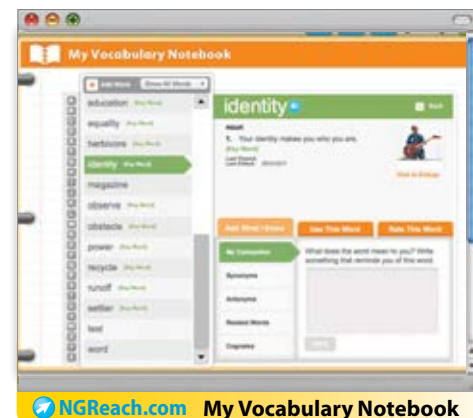 My Vocabulary Notebook
Add Word
Show All Words
education (Key Word)
equality (Key Word)
herbivore (Key Word)
identity (Key Word)
magazine
observe (Key Word)
obstacle (Key Word)
power (Key Word)
recycle (Key Word)
runoff (Key Word)
settler (Key Word)
test
word
identity
Back
noun
1. Your identity makes you who you are.
(Key Word)
Click to Enlarge
Add What I Know
Use This Word
Rate This Word
My Connection
Synonyms
Antonyms
Related Words
Cognates
What does the word mean to you? Write
something that reminds you of this word.
NGReach.com My Vocabulary Notebook